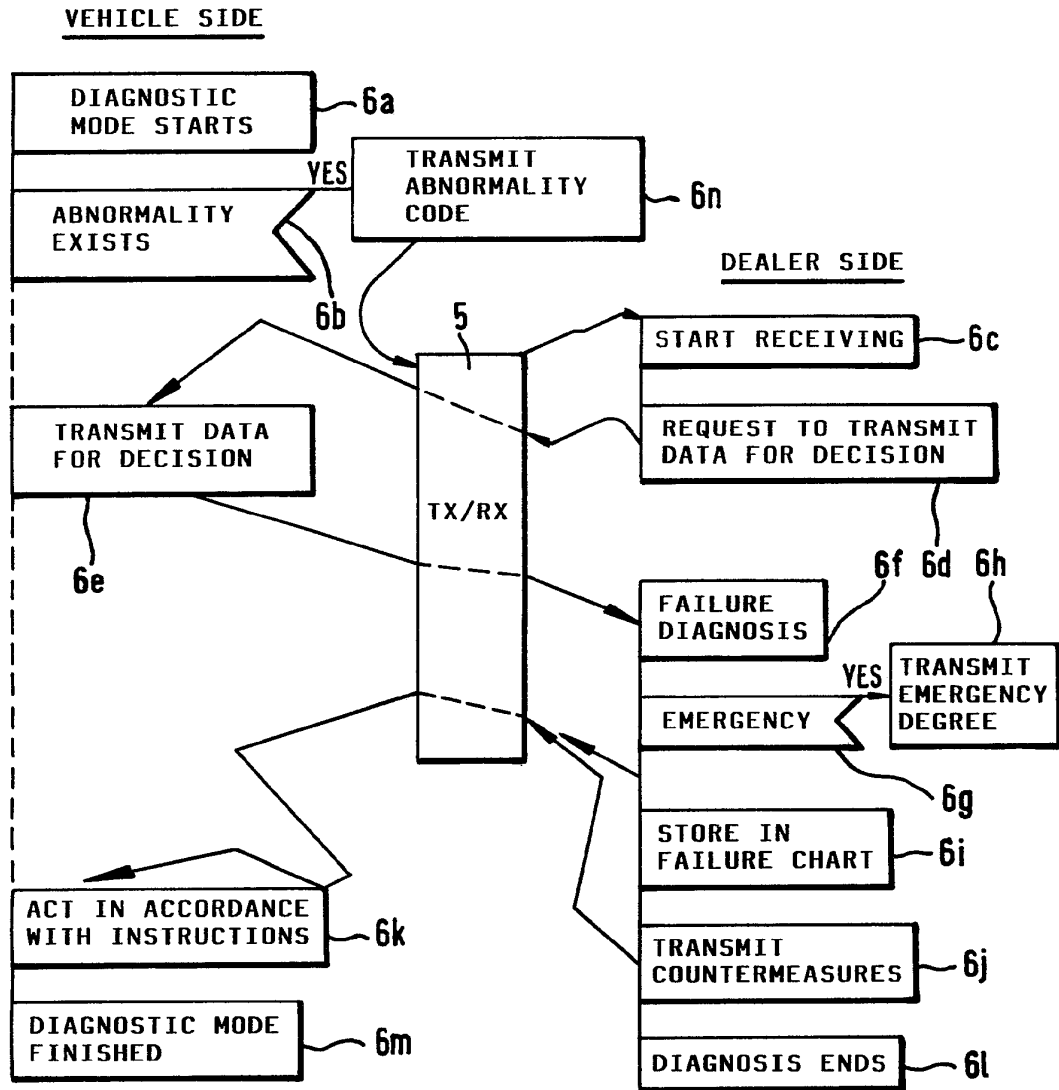 VEHICLE SIDE
DIAGNOSTIC
MODE STARTS
6a
ABNORMALITY
EXISTS
YES
6b
TRANSMIT
ABNORMALITY
CODE
6n
DEALER SIDE
5
TX/RX
START RECEIVING
6c
REQUEST TO TRANSMIT
DATA FOR DECISION
6d
TRANSMIT DATA
FOR DECISION
6e
FAILURE
DIAGNOSIS
6f
EMERGENCY
YES
6g
TRANSMIT
EMERGENCY
DEGREE
6h
STORE IN
FAILURE CHART
6i
TRANSMIT
COUNTERMEASURES
6j
ACT IN ACCORDANCE
WITH INSTRUCTIONS
6k
DIAGNOSTIC MODE
FINISHED
6m
DIAGNOSIS ENDS
6l